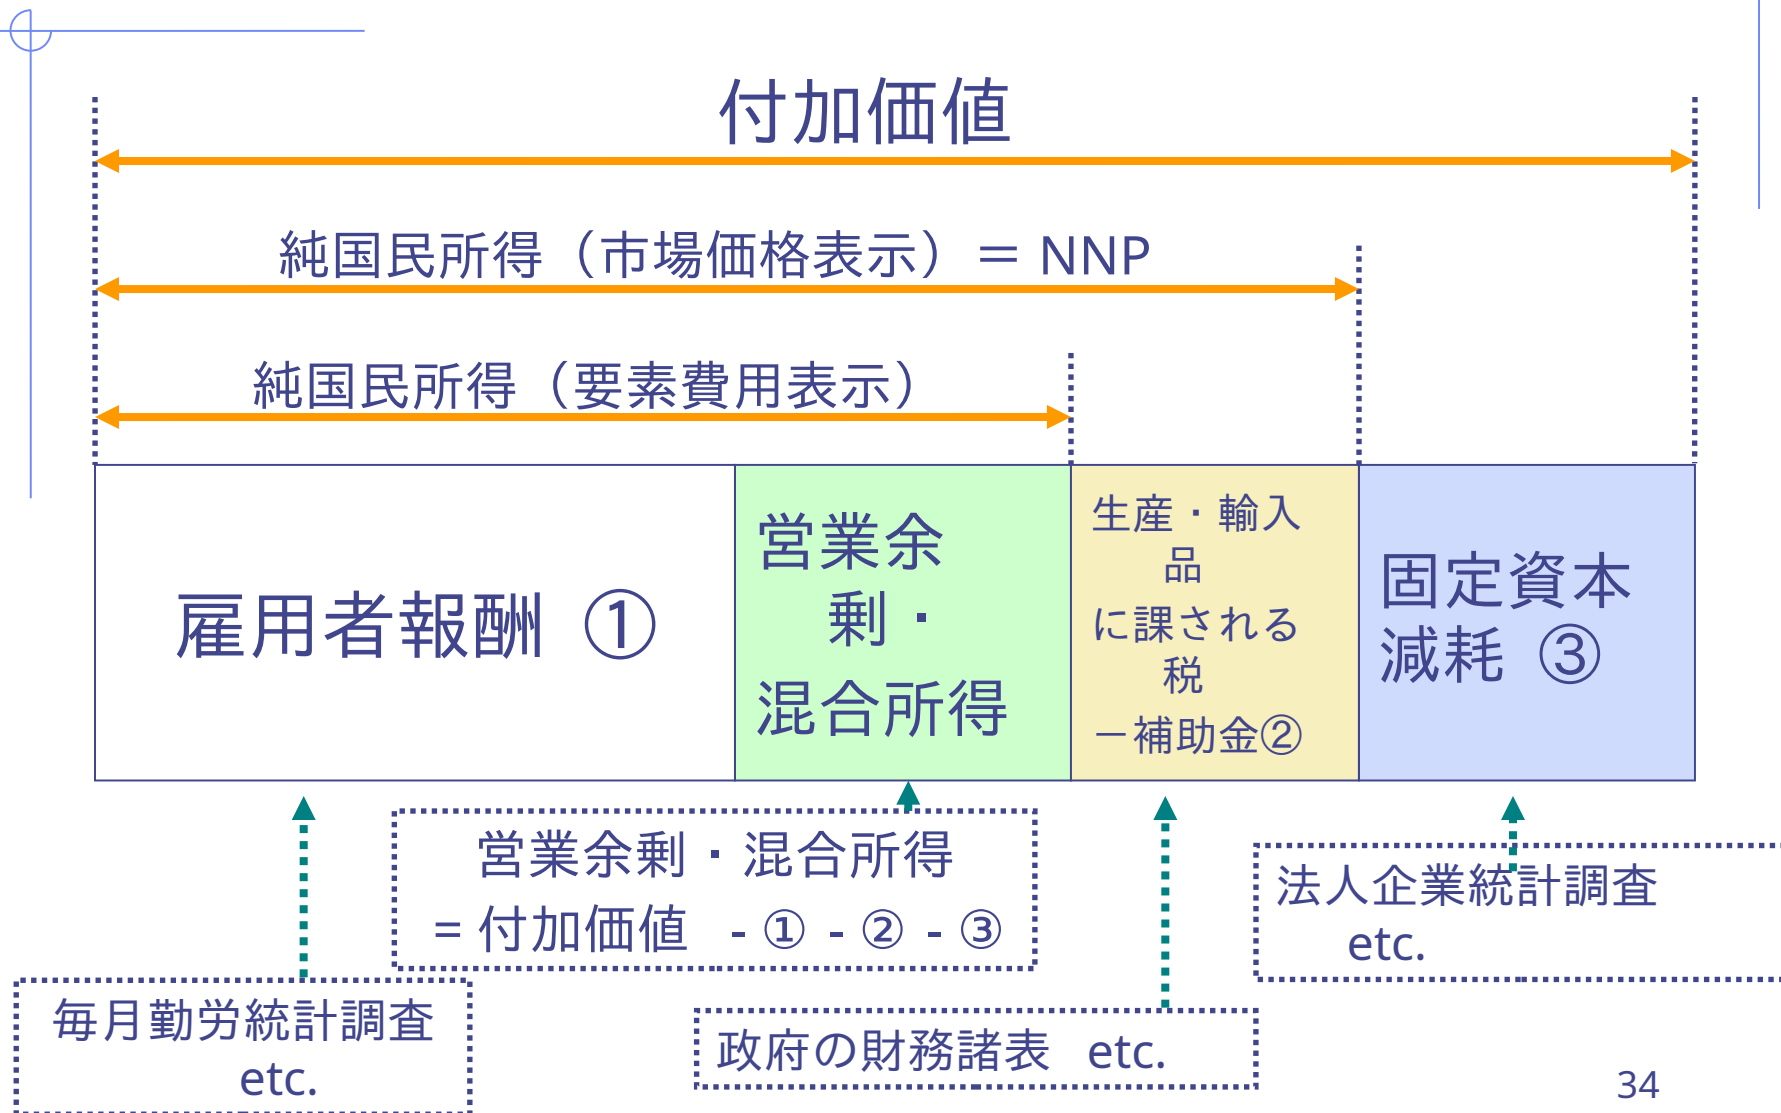 付加価値
純国民所得（市場価格表示）＝ NNP
純国民所得（要素費用表示）
雇用者報酬 ①
営業余
剰・
混合所得
生産・輸入
品
に課される
税
－補助金②
固定資本
減耗 ③
営業余剰・混合所得
= 付加価値 - ① - ② - ③
法人企業統計調査
etc.
毎月勤労統計調査
etc.
政府の財務諸表 etc.
34